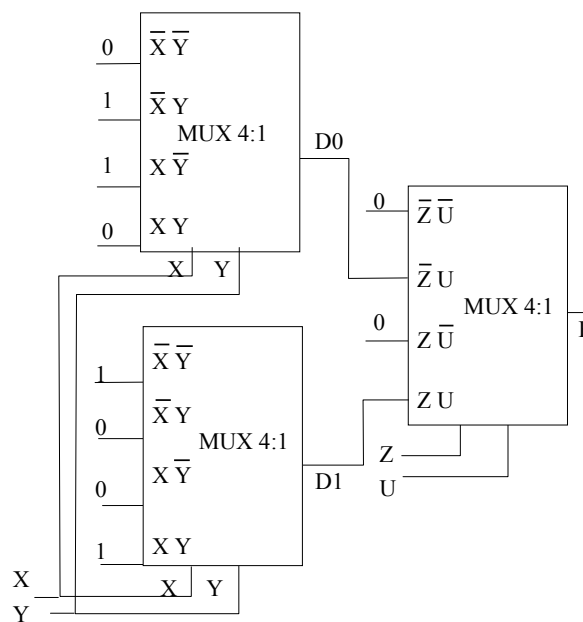 0 X̅ Y̅
1 X̅ Y
MUX 4:1
1 X Y̅
0 X Y
X Y
D0
0 Z̅ U̅
Z̅ U
MUX 4:1
0 Z U̅
Z U
Z
U
1 X̅ Y̅
0 X̅ Y
MUX 4:1
0 X Y̅
1 X Y
X Y
D1
X
Y